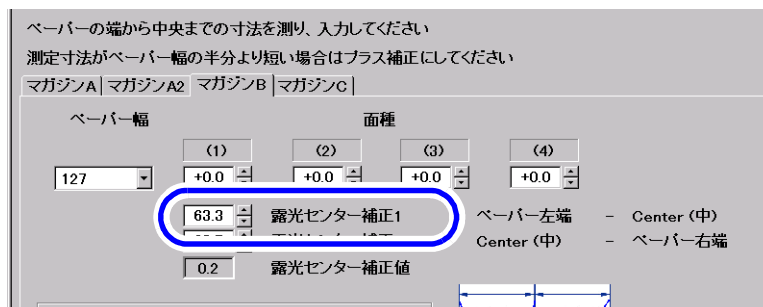 ペーパーの端から中央までの寸法を測り、入力してください
測定寸法がペーパー幅の半分より短い場合はプラス補正にしてください
マガジンA マガジンA2 マガジンB マガジンC
ペーパー幅 面種
(1) (2) (3) (4)
127 +0.0 +0.0 +0.0 +0.0
63.3 露光センター補正1 ペーパー左端 - Center (中)
Center (中) - ペーパー右端
0.2 露光センター補正値